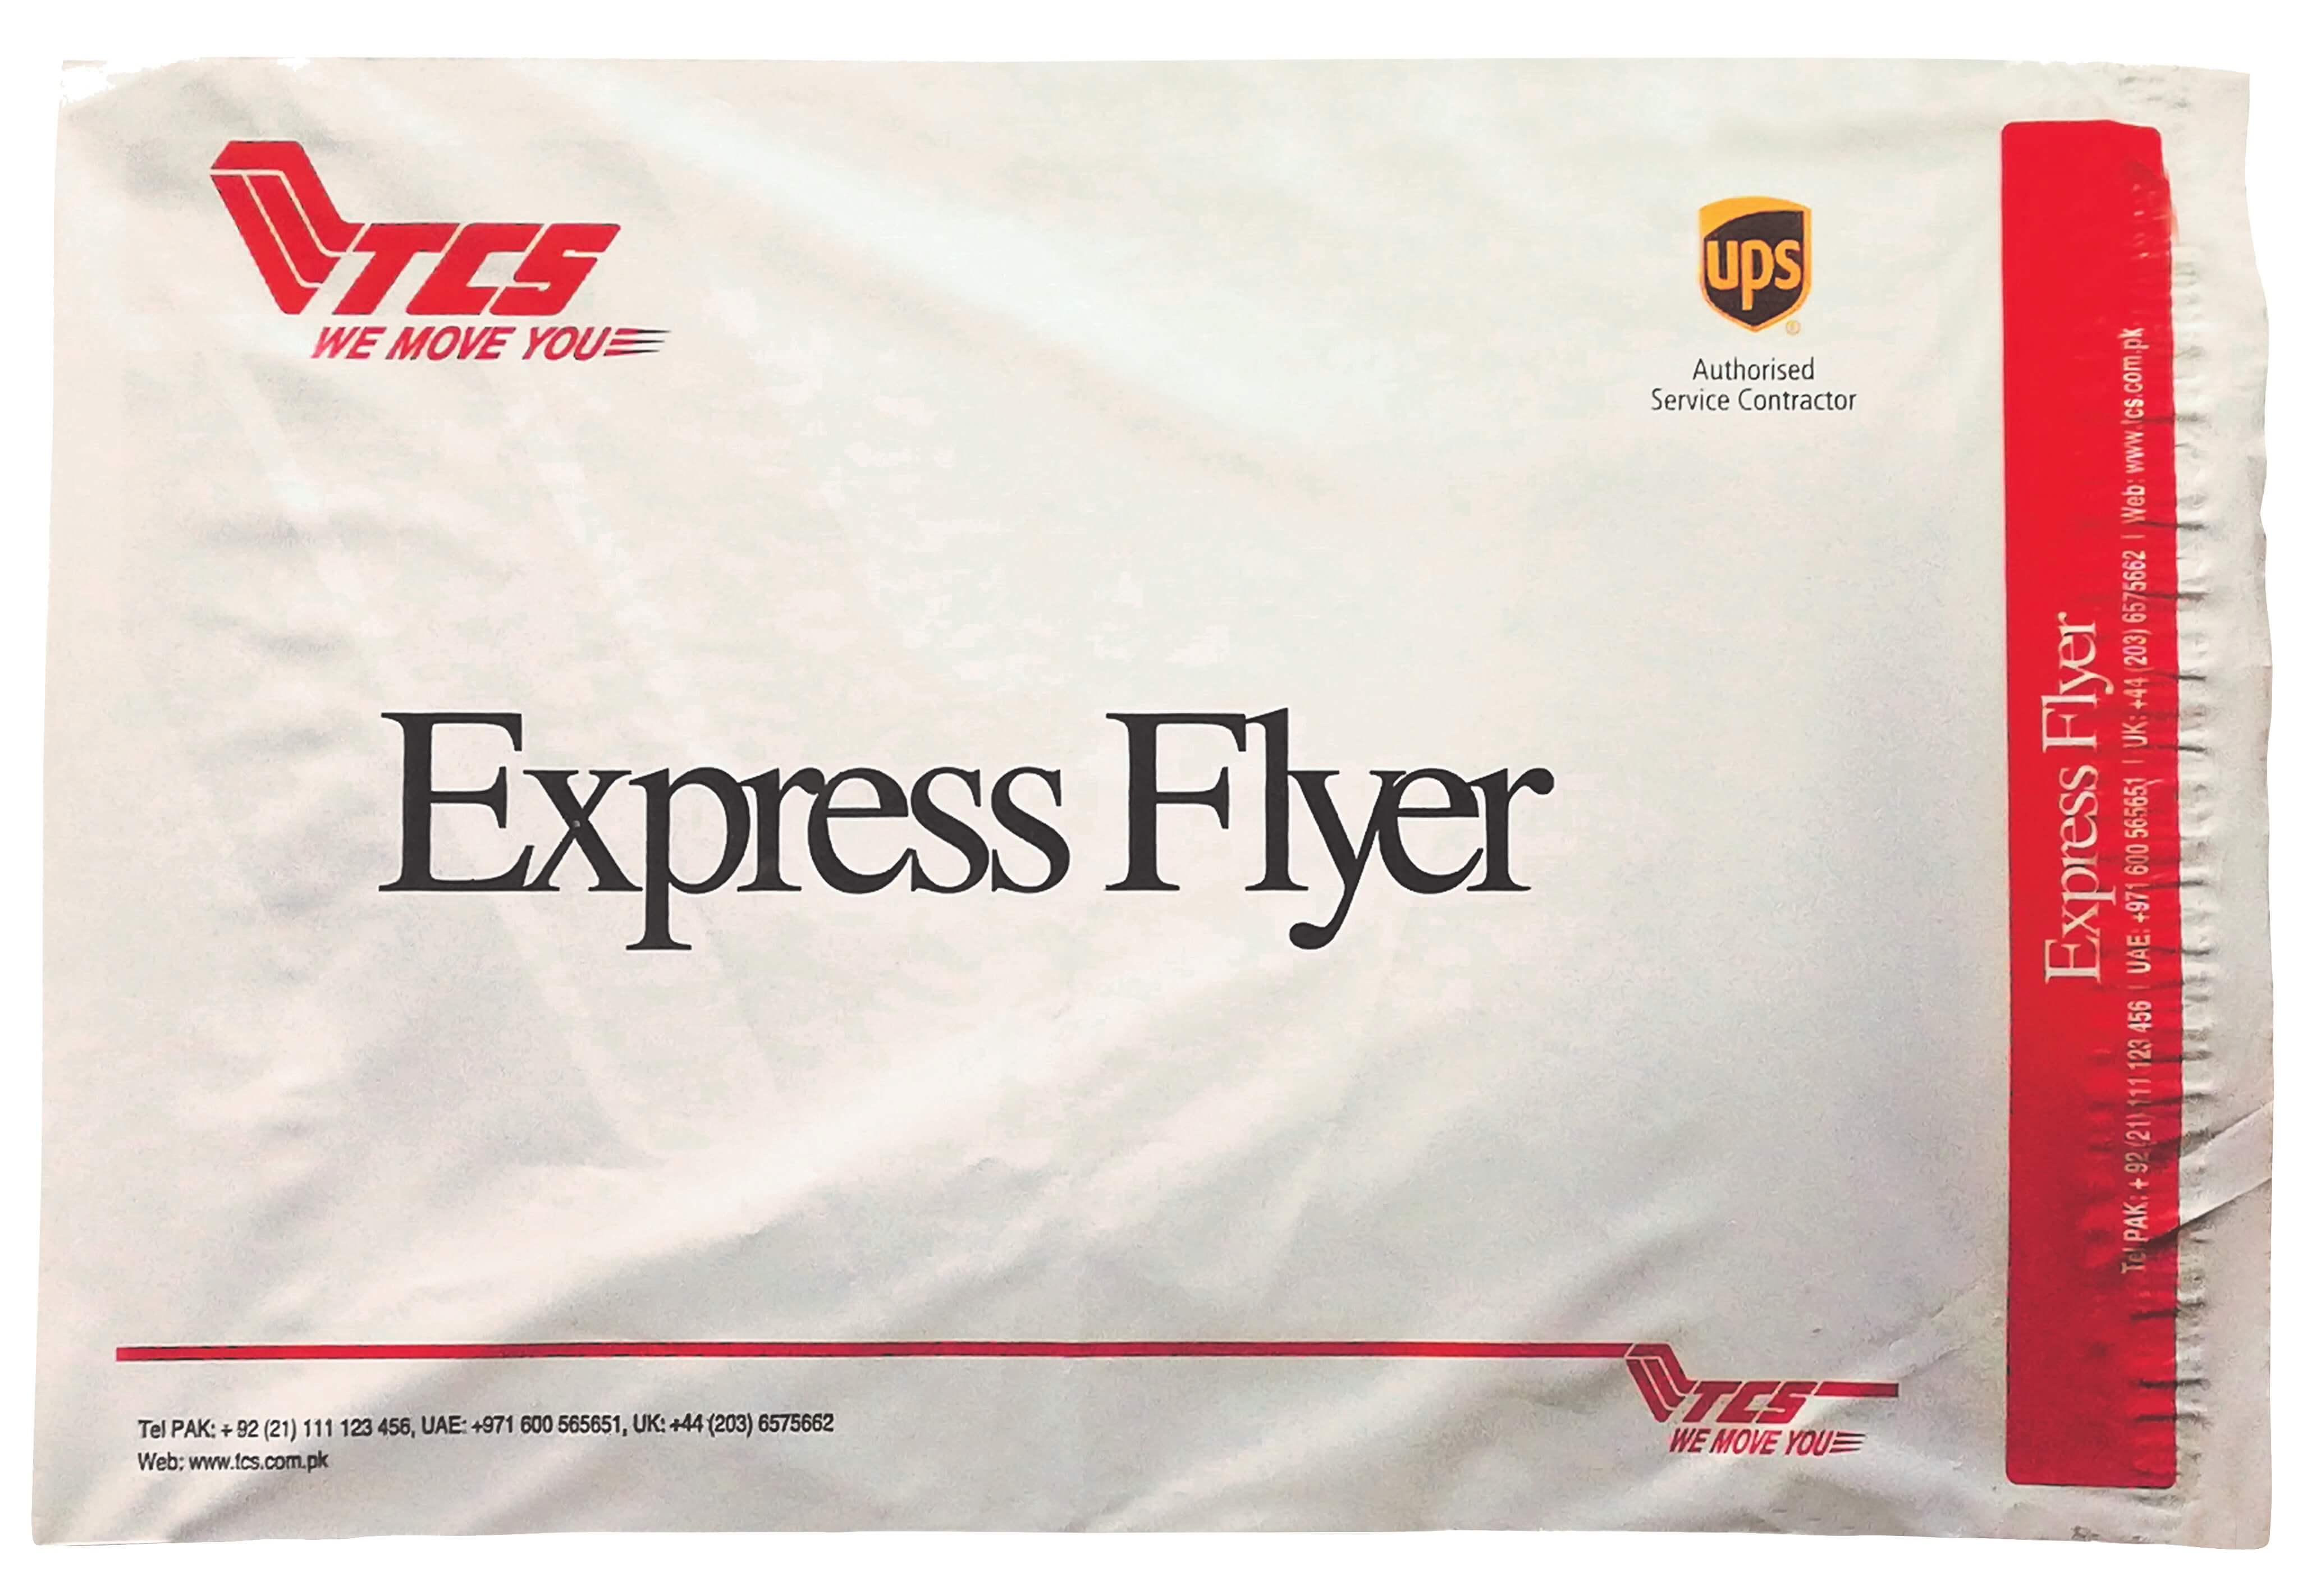 TCS
WE MOVE YOU
ups
®
Authorised
Service Contractor
Express Flyer
Tel PAK: + 92 (21) 111 123 456, UAE: +971 600 565651, UK: +44 (203) 6575662
Web: www.tcs.com.pk
TCS
WE MOVE YOU
Express Flyer
Tel PAK: + 92 (21) 111 123 456 | UAE: +971 600 565651 | UK: +44 (203) 6575662 | Web: www.tcs.com.pk